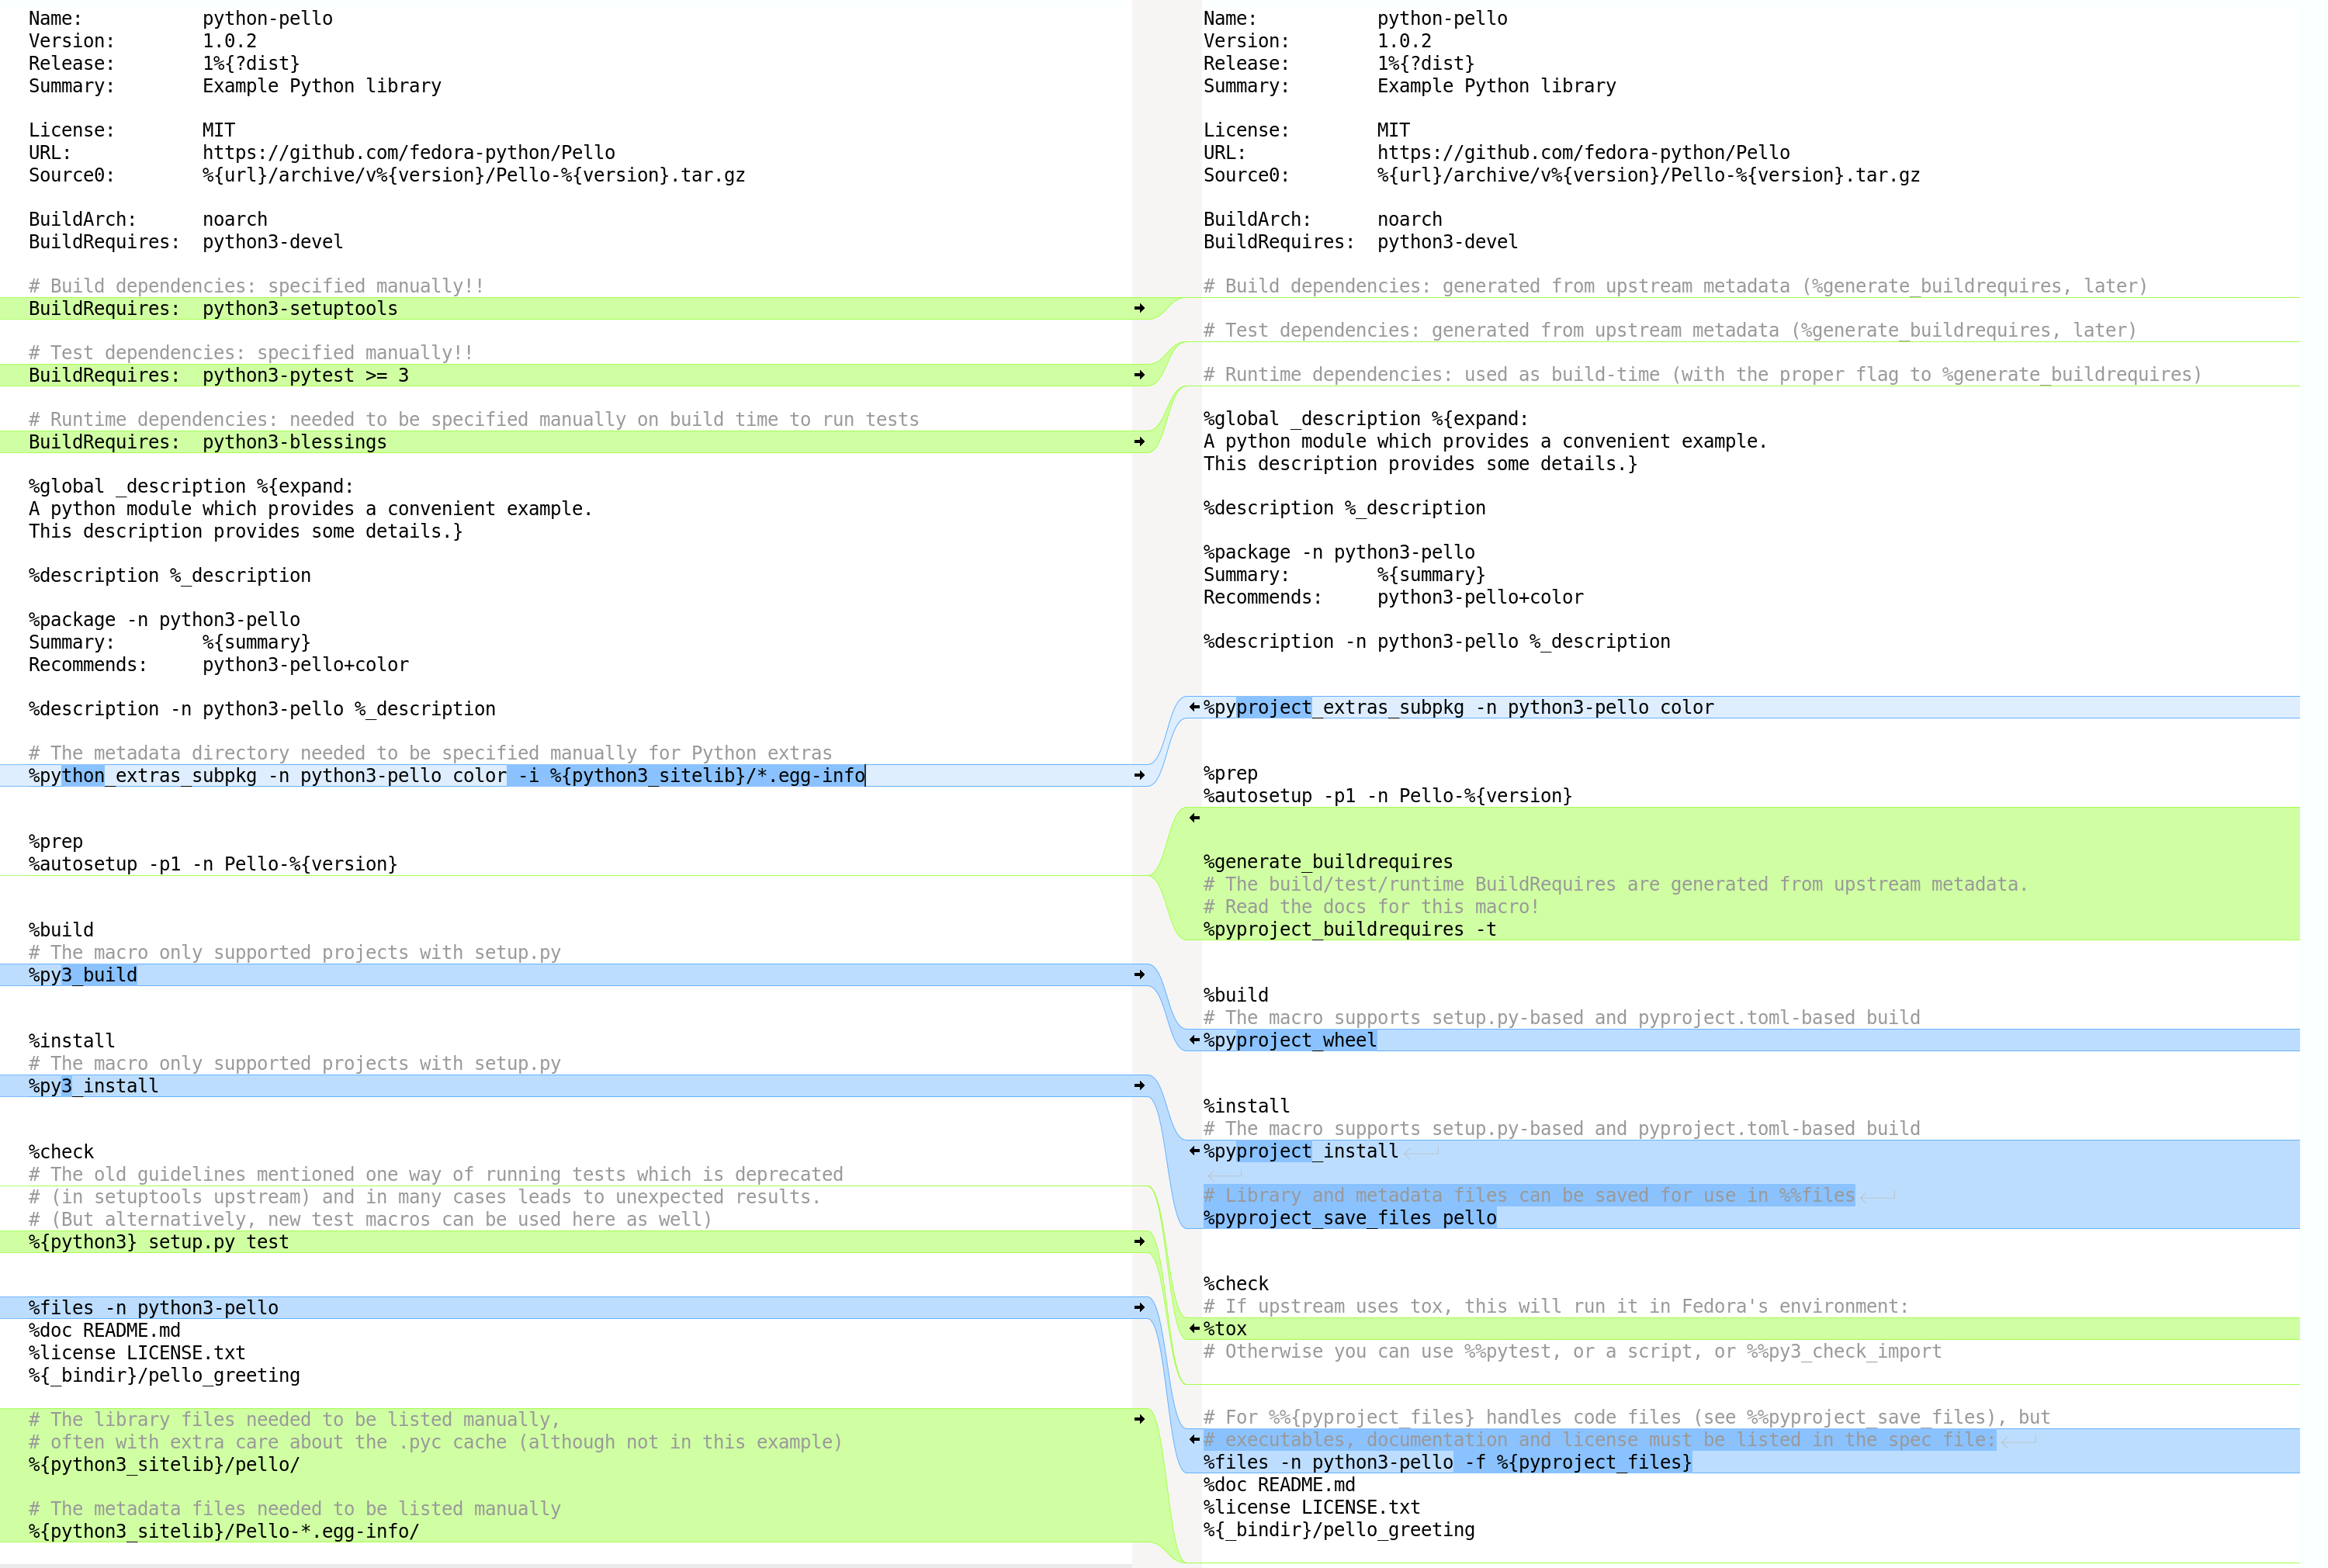 Name:           python-pello
Version:        1.0.2
Release:        1%{?dist}
Summary:        Example Python library
License:        MIT
URL:            https://github.com/fedora-python/Pello
Source0:        %{url}/archive/v%{version}/Pello-%{version}.tar.gz
BuildArch:      noarch
BuildRequires:  python3-devel
# Build dependencies: specified manually!!
BuildRequires:  python3-setuptools
# Test dependencies: specified manually!!
BuildRequires:  python3-pytest >= 3
# Runtime dependencies: needed to be specified manually on build time to run tests
BuildRequires:  python3-blessings
%global _description %{expand:
A python module which provides a convenient example.
This description provides some details.}
%description %_description
%package -n python3-pello
Summary:        %{summary}
Recommends:     python3-pello+color
%description -n python3-pello %_description
# The metadata directory needed to be specified manually for Python extras
%python_extras_subpkg -n python3-pello color -i %{python3_sitelib}/*.egg-info
%prep
%autosetup -p1 -n Pello-%{version}
%build
# The macro only supported projects with setup.py
%py3_build
%install
# The macro only supported projects with setup.py
%py3_install
%check
# The old guidelines mentioned one way of running tests which is deprecated
# (in setuptools upstream) and in many cases leads to unexpected results.
# (But alternatively, new test macros can be used here as well)
%{python3} setup.py test
%files -n python3-pello
%doc README.md
%license LICENSE.txt
%{_bindir}/pello_greeting
# The library files needed to be listed manually,
# often with extra care about the .pyc cache (although not in this example)
%{python3_sitelib}/pello/
# The metadata files needed to be listed manually
%{python3_sitelib}/Pello-*.egg-info/
Name:           python-pello
Version:        1.0.2
Release:        1%{?dist}
Summary:        Example Python library
License:        MIT
URL:            https://github.com/fedora-python/Pello
Source0:        %{url}/archive/v%{version}/Pello-%{version}.tar.gz
BuildArch:      noarch
BuildRequires:  python3-devel
# Build dependencies: generated from upstream metadata (%generate_buildrequires, later)
# Test dependencies: generated from upstream metadata (%generate_buildrequires, later)
# Runtime dependencies: used as build-time (with the proper flag to %generate_buildrequires)
%global _description %{expand:
A python module which provides a convenient example.
This description provides some details.}
%description %_description
%package -n python3-pello
Summary:        %{summary}
Recommends:     python3-pello+color
%description -n python3-pello %_description
%pyproject_extras_subpkg -n python3-pello color
%prep
%autosetup -p1 -n Pello-%{version}
%generate_buildrequires
# The build/test/runtime BuildRequires are generated from upstream metadata.
# Read the docs for this macro!
%pyproject_buildrequires -t
%build
# The macro supports setup.py-based and pyproject.toml-based build
%pyproject_wheel
%install
# The macro supports setup.py-based and pyproject.toml-based build
%pyproject_install
# Library and metadata files can be saved for use in %%files
%pyproject_save_files pello
%check
# If upstream uses tox, this will run it in Fedora's environment:
%tox
# Otherwise you can use %%pytest, or a script, or %%py3_check_import
# For %%{pyproject_files} handles code files (see %%pyproject_save_files), but
# executables, documentation and license must be listed in the spec file:
%files -n python3-pello -f %{pyproject_files}
%doc README.md
%license LICENSE.txt
%{_bindir}/pello_greeting